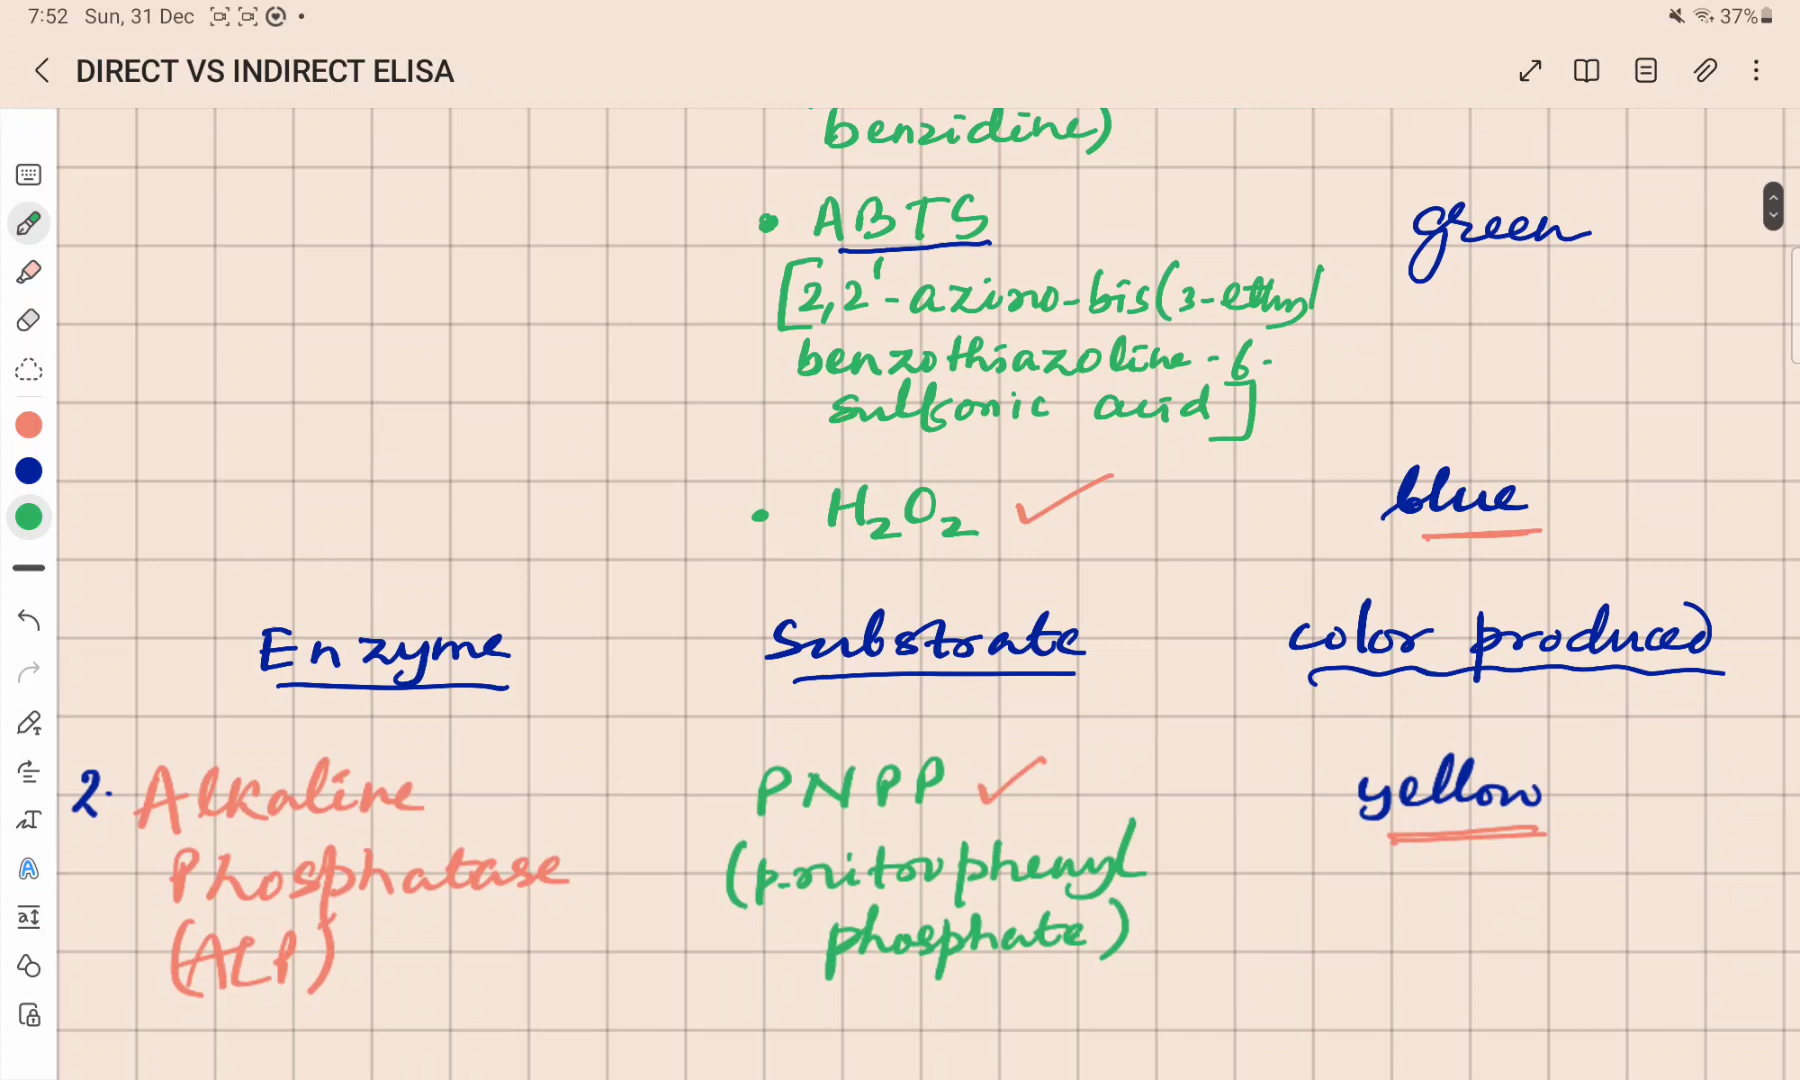 7:52 Sun, 31 Dec
37%
DIRECT VS INDIRECT ELISA
benzidine)
• ABTS green
[2,2'-azino-bis(3-ethyl
benzothiazoline-6-
sulfonic acid]
• H2O2 blue
Enzyme Substrate color produced
2. Alkaline PNPP yellow
Phosphatase (p-nitrophenyl
(ALP) phosphate)